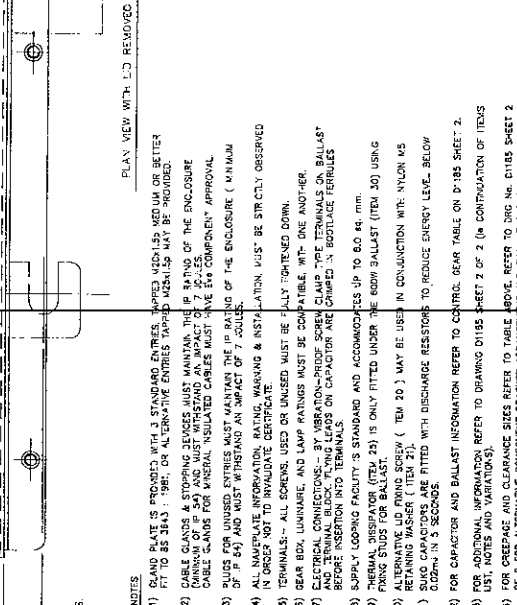 PLAN VIEW WITH LID REMOVED
NOTES
1) GLAND PLATE IS PROVIDED WITH 3 STANDARD ENTRIES, TAPPED M20x1.5p MEDIUM OR BETTER
FIT TO BS 3643 : 1981, OR ALTERNATIVE ENTRIES TAPPED M25x1.5p MAY BE PROVIDED.
2) CABLE GLANDS & STOPPING DEVICES MUST MAINTAIN THE IP RATING OF THE ENCLOSURE
(MINIMUM OF IP 54) AND MUST WITHSTAND AN IMPACT OF 7 JOULES.
CABLE GLANDS FOR MINERAL INSULATED CABLES MUST HAVE COMPONENT APPROVAL.
3) PLUGS FOR UNUSED ENTRIES MUST MAINTAIN THE IP RATING OF THE ENCLOSURE ( MINIMUM
OF IP 64) AND MUST WITHSTAND AN IMPACT OF 7 JOULES.
4) ALL NAMEPLATE INFORMATION, RATING, WARNING & INSTALLATION, MUST BE STRICTLY OBSERVED
IN ORDER NOT TO INVALIDATE CERTIFICATE.
5) TERMINALS:- ALL SCREWS, USED OR UNUSED MUST BE FULLY TIGHTENED DOWN.
6) GEAR BOX, LUMINAIRE, AND LAMP RATINGS MUST BE COMPATIBLE WITH ONE ANOTHER.
7) ELECTRICAL CONNECTIONS:- BY VIBRATION-PROOF SCREW CLAMP TYPE TERMINALS ON BALLAST
AND TERMINAL BLOCK. FLYING LEADS ON CAPACITOR ARE CRIMPED IN BOOTLACE FERRULES
BEFORE INSERTION INTO TERMINALS.
) SUPPLY LOOPING FACILITY IS STANDARD AND ACCOMMODATES UP TO 6.0 sq. mm.
) THERMAL DISSIPATOR (ITEM 25) IS ONLY FITTED UNDER THE 600W BALLAST (ITEM 30) USING
FIXING STUDS FOR BALLAST.
) ALTERNATIVE LID FIXING SCREW ( ITEM 20 ) MAY BE USED IN CONJUNCTION WITH NYLON M5
RETAINING WASHER ( ITEM 21).
) CAPACITORS ARE FITTED WITH DISCHARGE RESISTORS TO REDUCE ENERGY LEVEL BELOW
IN 5 SECONDS.
) FOR CAPACITOR AND BALLAST INFORMATION REFER TO CONTROL GEAR TABLE ON D1185 SHEET 2.
) FOR ADDITIONAL INFORMATION REFER TO DRAWING D1185 SHEET 2 OF 2 (ie CONTINUATION OF ITEMS
LIST, NOTES AND VARIATIONS).
) FOR CREEPAGE AND CLEARANCE SIZES REFER TO TABLE ABOVE, REFER TO DRG No. D1185 SHEET 2